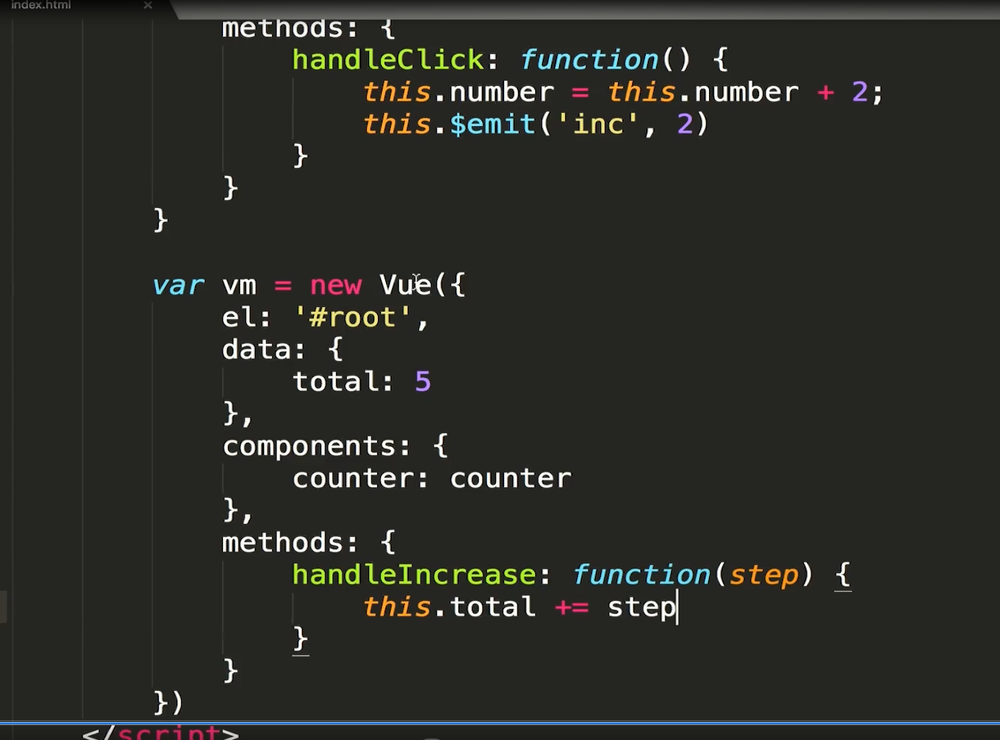 index.html ×
methods: {
handleClick: function() {
this.number = this.number + 2;
this.$emit('inc', 2)
}
}
}
var vm = new Vue({
el: '#root',
data: {
total: 5
},
components: {
counter: counter
},
methods: {
handleIncrease: function(step) {
this.total += step
}
}
})
</script>